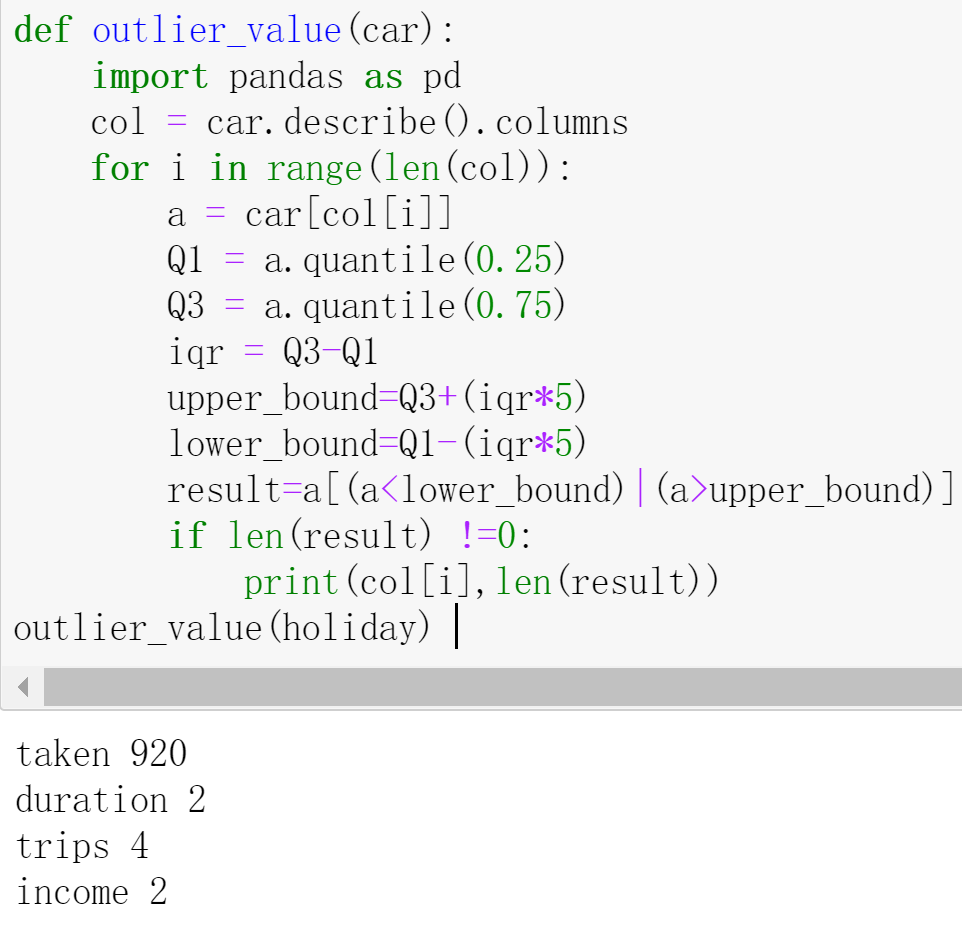 def outlier_value(car):
    import pandas as pd
    col = car.describe().columns
    for i in range(len(col)):
        a = car[col[i]]
        Q1 = a.quantile(0.25)
        Q3 = a.quantile(0.75)
        iqr = Q3-Q1
        upper_bound=Q3+(iqr*5)
        lower_bound=Q1-(iqr*5)
        result=a[(a<lower_bound)|(a>upper_bound)]
        if len(result) !=0:
            print(col[i],len(result))
outlier_value(holiday)
taken 920
duration 2
trips 4
income 2